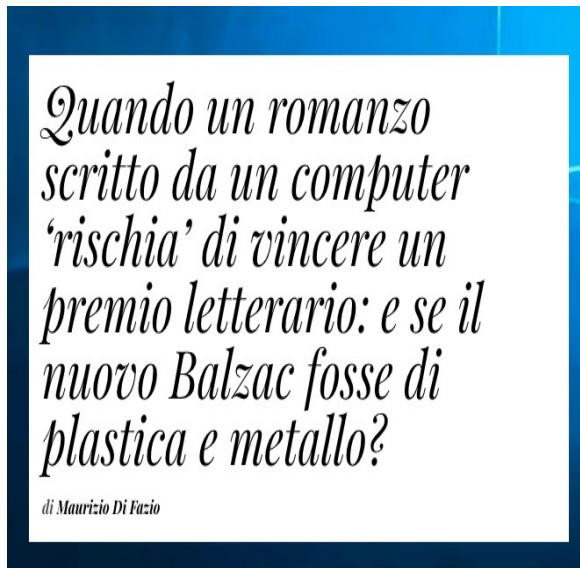 Quando un romanzo
scritto da un computer
‘rischia’ di vincere un
premio letterario: e se il
nuovo Balzac fosse di
plastica e metallo?
di Maurizio Di Fazio